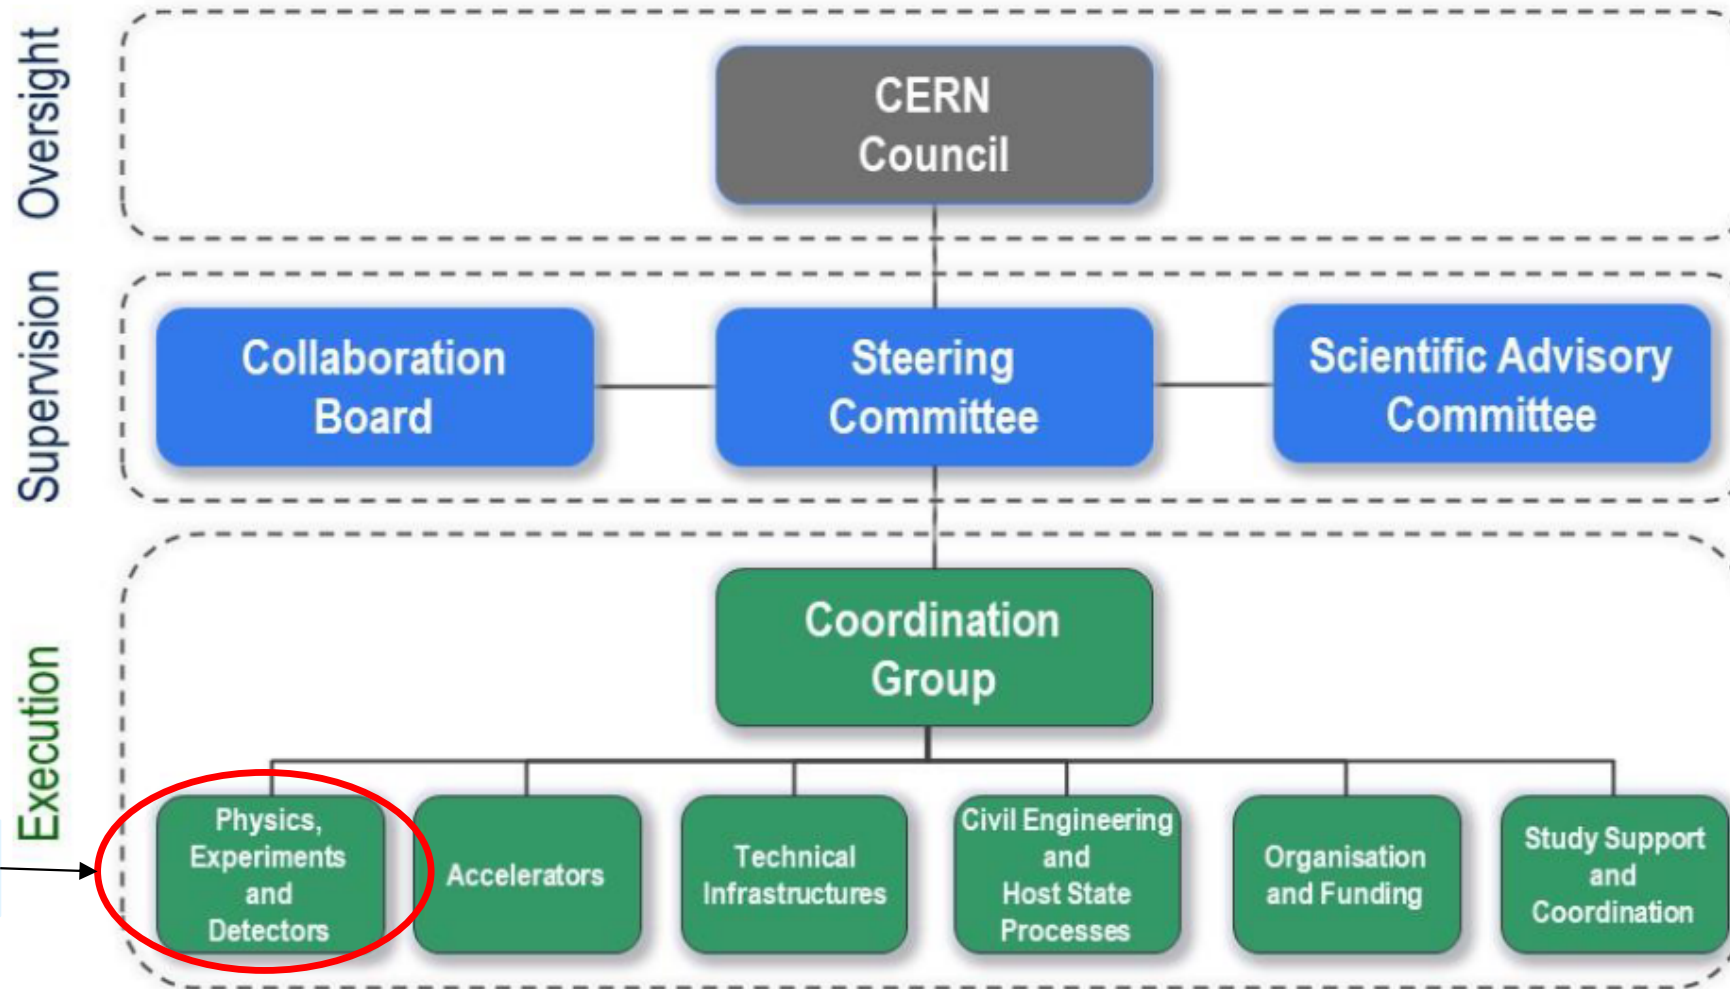 Oversight
CERN
Council
Supervision
Collaboration
Board
Steering
Committee
Scientific Advisory
Committee
Execution
Coordination
Group
Physics,
Experiments
and
Detectors
Accelerators
Technical
Infrastructures
Civil Engineering
and
Host State
Processes
Organisation
and Funding
Study Support
and
Coordination